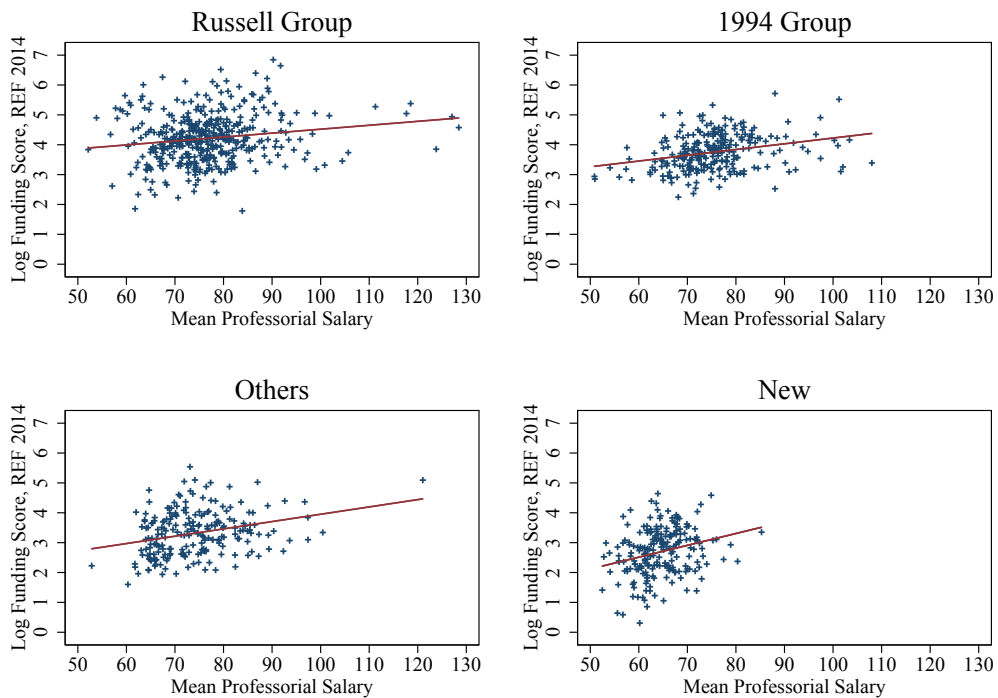 Russell Group
Log Funding Score, REF 2014
0 1 2 3 4 5 6 7
50 60 70 80 90 100 110 120 130
Mean Professorial Salary
1994 Group
Log Funding Score, REF 2014
0 1 2 3 4 5 6 7
50 60 70 80 90 100 110 120 130
Mean Professorial Salary
Others
Log Funding Score, REF 2014
0 1 2 3 4 5 6 7
50 60 70 80 90 100 110 120 130
Mean Professorial Salary
New
Log Funding Score, REF 2014
0 1 2 3 4 5 6 7
50 60 70 80 90 100 110 120 130
Mean Professorial Salary